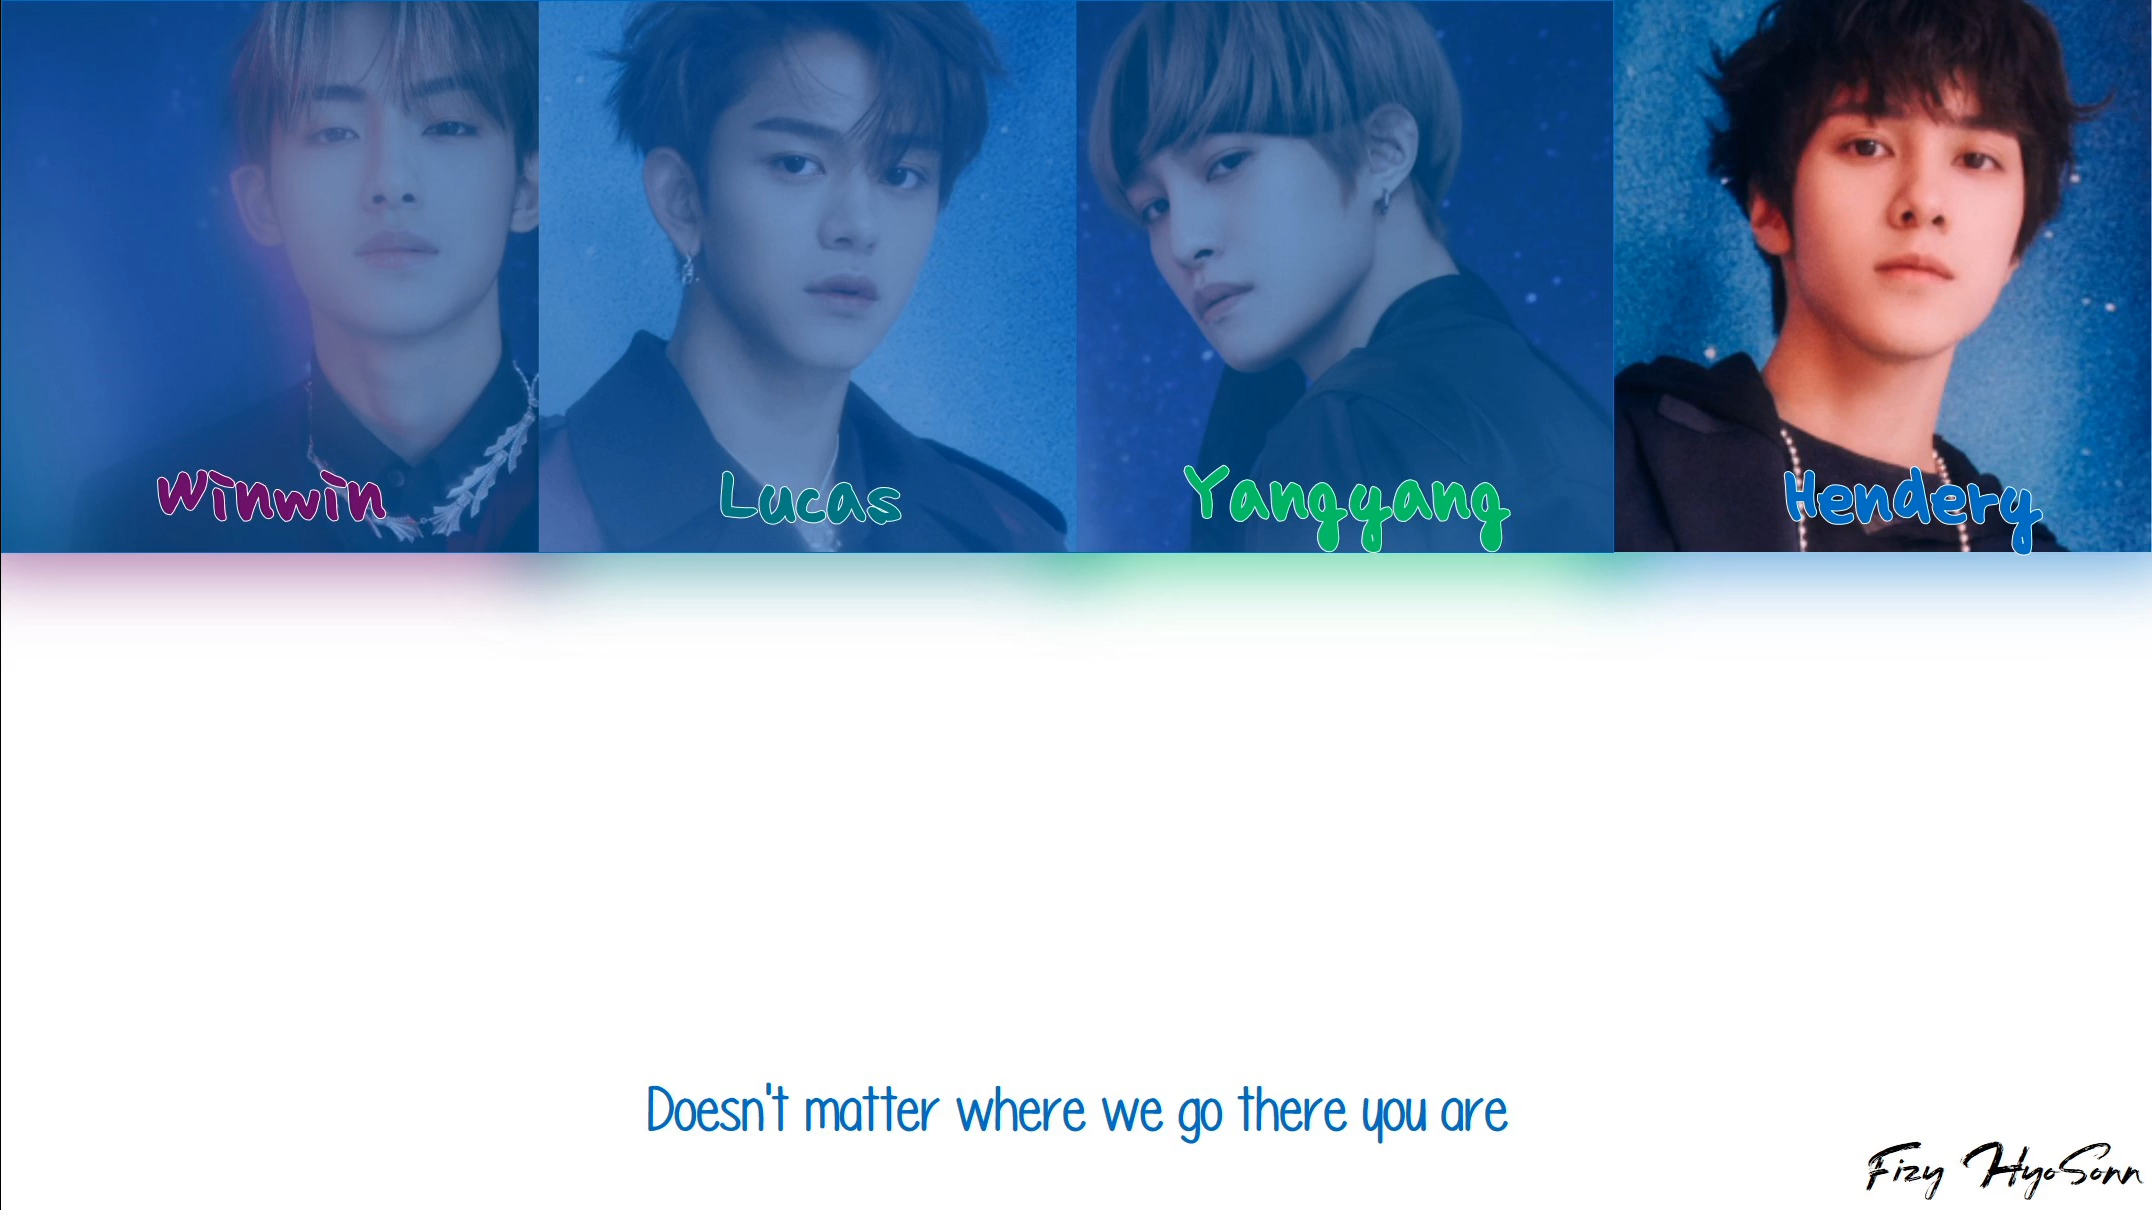 Winwin
Lucas
Yangyang
Hendery
Doesn't matter where we go there you are
Fizy HyoSonn